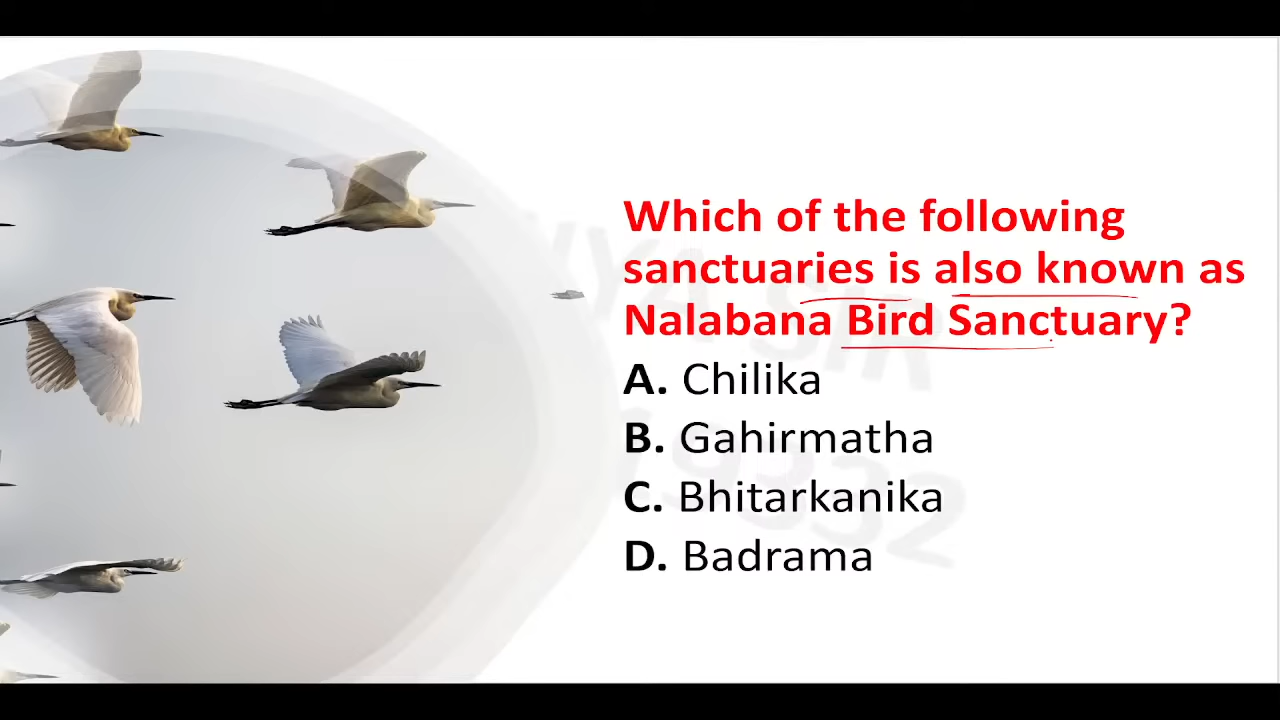 Which of the following
sanctuaries is also known as
Nalabana Bird Sanctuary?
A. Chilika
B. Gahirmatha
C. Bhitarkanika
D. Badrama